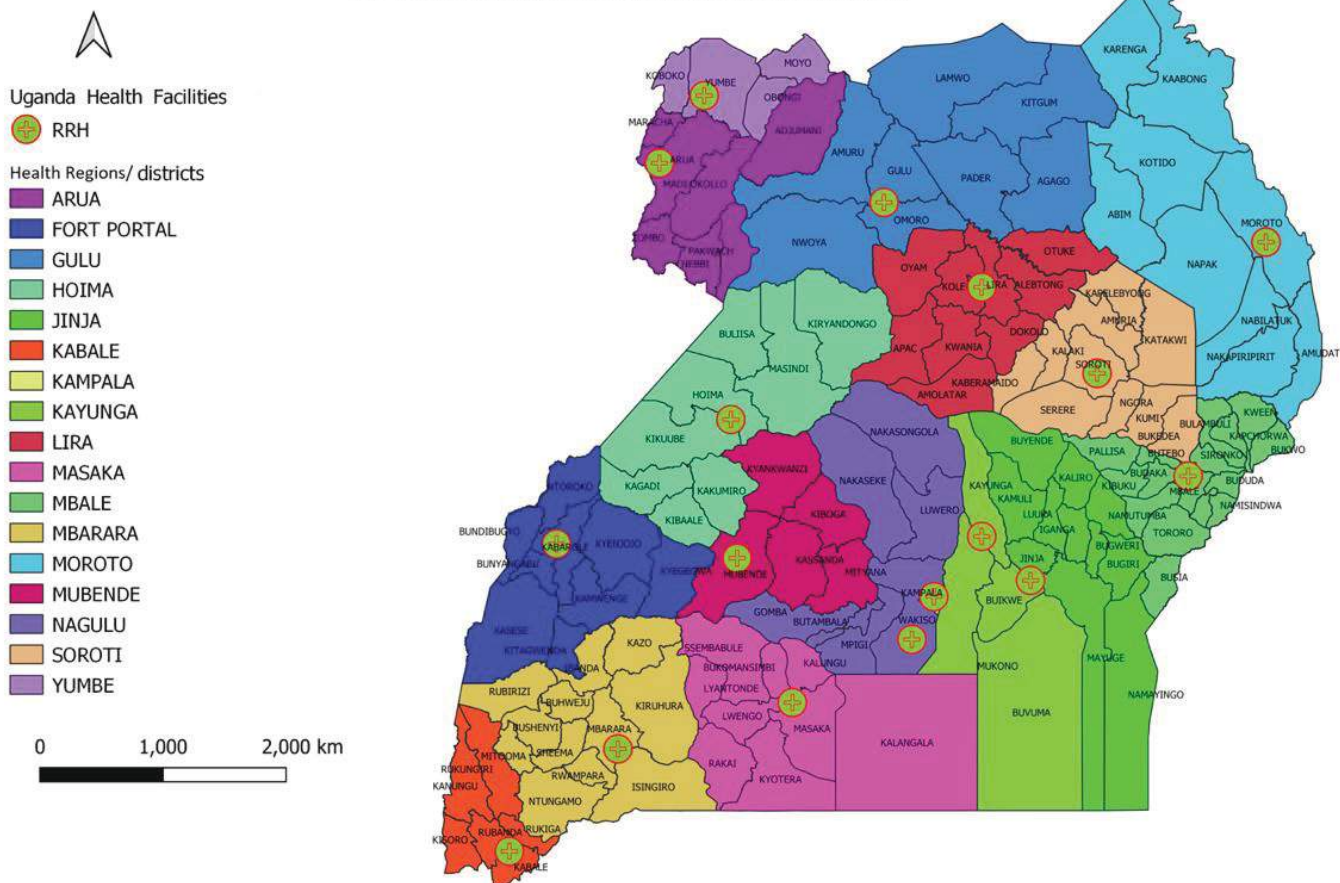 Uganda Health Facilities
RRH
Health Regions/ districts
ARUA
FORT PORTAL
GULU
HOIMA
JINJA
KABALE
KAMPALA
KAYUNGA
LIRA
MASAKA
MBALE
MBARARA
MOROTO
MUBENDE
NAGULU
SOROTI
YUMBE
0 1,000 2,000 km
KARENGA
KAABONG
MOYO
KOBOKO
YUMBE
LAMWO
OBONGI
KITGUM
MARACHA
ADJUMANI
AMURU
ARUA
KOTIDO
GULU
PADER
AGAGO
MADI OKOLLO
ABIM
OMORO
MOROTO
ZOMBO
NWOYA
PAKWACH
NEBBI
OTUKE
OYAM
NAPAK
KOLE
LIRA
ALEBTONG
KAPELEBYONG
AMURIA
NABILATUK
KIRYANDONGO
BULIISA
DOKOLO
KATAKWI
APAC
KWANIA
KALAKI
NAKAPIRIPIRIT
AMUDAT
MASINDI
SOROTI
KABERAMAIDO
HOIMA
AMOLATAR
NGORA
SERERE
KUMI
KWEEN
BULAMBULI
NAKASONGOLA
BUKEDEA
KAPCHORWA
KIKUUBE
BUYENDE
PALLISA
BUTEBO
SIRONKO
BUKWO
KYANKWANZI
BUDAKA
NAKASEKE
KALIRO
KAGADI
KAYUNGA
KIBUKU
MBALE
BUDUDA
NTOROKO
KAKUMIRO
KAMULI
LUWERO
KIBOGA
LUUKA
NAMUTUMBA
NAMISINDWA
KIBAALE
IGANGA
BUNDIBUGYO
TORORO
KABAROLE
KYENJOJO
BUGWERI
JINJA
KASSANDA
BUNYANGABU
KYEGEGWA
MUBENDE
MITYANA
BUGIRI
BUSIA
KAMPALA
KAMWENGE
BUIKWE
GOMBA
BUTAMBALA
WAKISO
KASESE
KAZO
MPIGI
SSEMBABULE
KITAGWENDA
KALUNGU
MAYUGE
BUKOMANSIMBI
MUKONO
RUBIRIZI
LYANTONDE
NAMAYINGO
BUHWEJU
KIRUHURA
BUVUMA
LWENGO
BUSHENYI
MBARARA
MASAKA
KALANGALA
MITOOMA
SHEEMA
RAKAI
RUKUNGIRI
RWAMPARA
KYOTERA
KANUNGU
ISINGIRO
NTUNGAMO
RUBANDA
RUKIGA
KISORO
KABALE